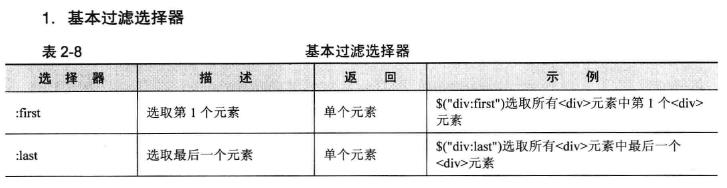 1. 基本过滤选择器
表 2-8 基本过滤选择器
选择器 描述 返回 示例
:first 选取第 1 个元素 单个元素 $("div:first")选取所有<div>元素中第 1 个<div>
元素
:last 选取最后一个元素 单个元素 $("div:last")选取所有<div>元素中最后一个
<div>元素